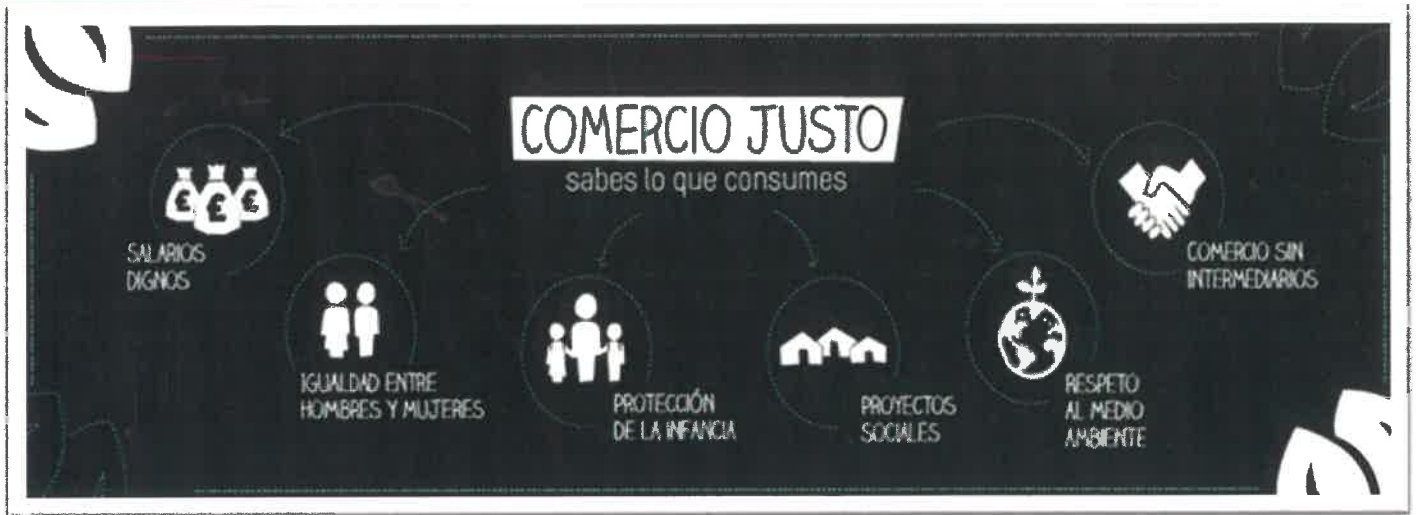 COMERCIO JUSTO
sabes lo que consumes
£ £ £
SALARIOS
DIGNOS
IGUALDAD ENTRE
HOMBRES Y MUJERES
PROTECCIÓN
DE LA INFANCIA
PROYECTOS
SOCIALES
RESPETO
AL MEDIO
AMBIENTE
COMERCIO SIN
INTERMEDIARIOS